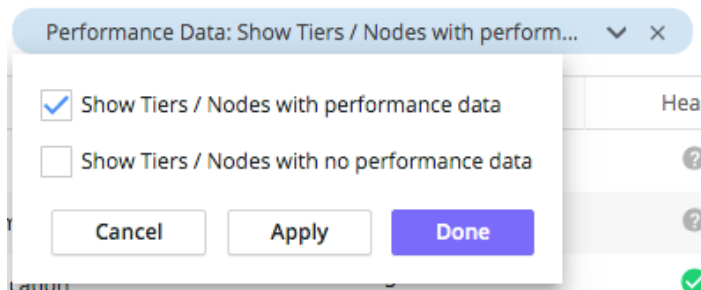 Performance Data: Show Tiers / Nodes with perform...
Show Tiers / Nodes with performance data
Hea
Show Tiers / Nodes with no performance data
Cancel
Apply
Done